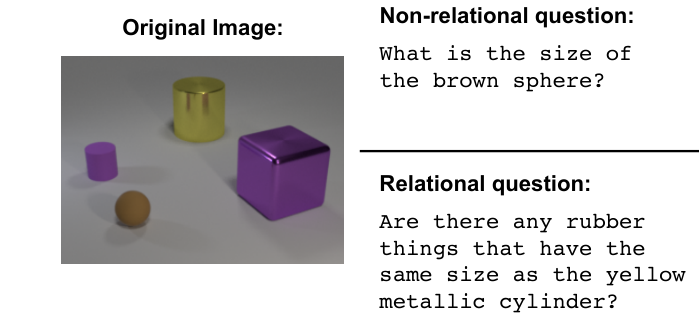 Original Image:
Non-relational question:
What is the size of
the brown sphere?
Relational question:
Are there any rubber
things that have the
same size as the yellow
metallic cylinder?